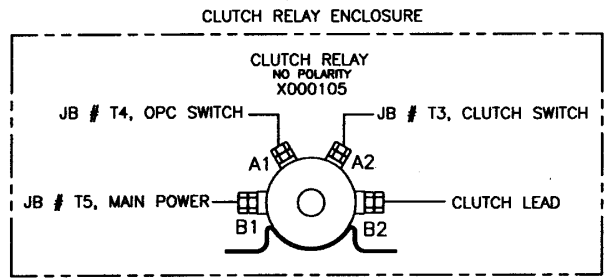 CLUTCH RELAY ENCLOSURE
CLUTCH RELAY
NO POLARITY
X000105
JB # T4, OPC SWITCH
JB # T3, CLUTCH SWITCH
A1
A2
JB # T5, MAIN POWER
CLUTCH LEAD
B1
B2